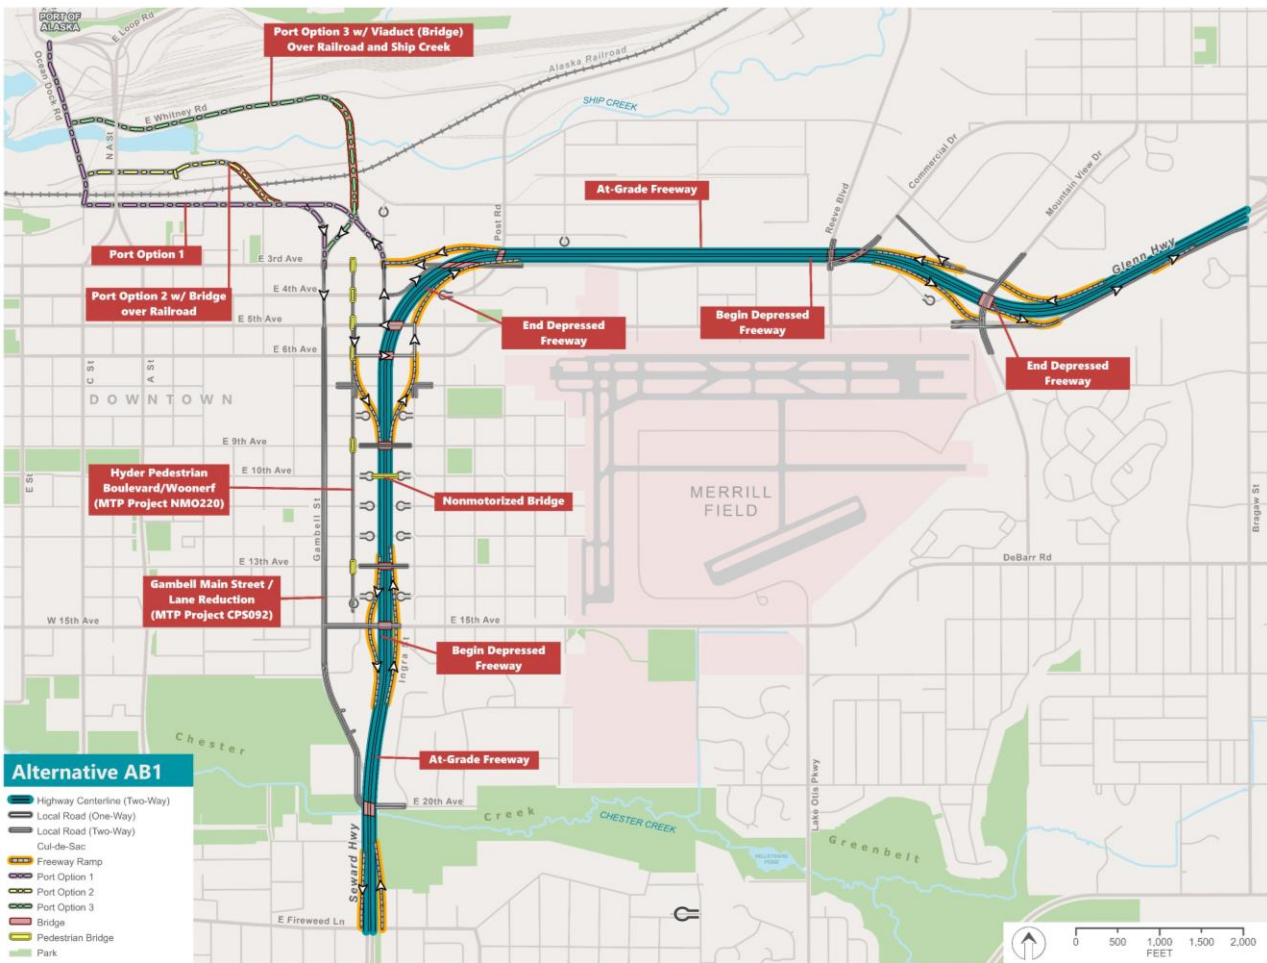 PORT OF
ALASKA
E Loop Rd
Port Option 3 w/ Viaduct (Bridge)
Over Railroad and Ship Creek
Ocean Dock Rd
Alaska Railroad
E Whitney Rd
SHIP CREEK
N A St
Commercial Dr
Mountain View Dr
At-Grade Freeway
Reeve Blvd
Post Rd
Port Option 1
E 3rd Ave
Glenn Hwy
Port Option 2 w/ Bridge
over Railroad
E 4th Ave
E 5th Ave
End Depressed
Freeway
Begin Depressed
Freeway
E 6th Ave
End Depressed
Freeway
C St
A St
DOWNTOWN
E 9th Ave
E 10th Ave
Hyder Pedestrian
Boulevard/Woonerf
(MTP Project NMO220)
Nonmotorized Bridge
MERRILL
FIELD
E St
Gambell St
Bragaw St
E 13th Ave
DeBarr Rd
Gambell Main Street /
Lane Reduction
(MTP Project CPS092)
W 15th Ave
E 15th Ave
Begin Depressed
Freeway
Ingra St
Chester
At-Grade Freeway
E 20th Ave
Creek
CHESTER CREEK
Lake Otis Pkwy
Greenbelt
Seward Hwy
E Fireweed Ln
Alternative AB1
Highway Centerline (Two-Way)
Local Road (One-Way)
Local Road (Two-Way)
Cul-de-Sac
Freeway Ramp
Port Option 1
Port Option 2
Port Option 3
Bridge
Pedestrian Bridge
Park
0 500 1,000 1,500 2,000
FEET